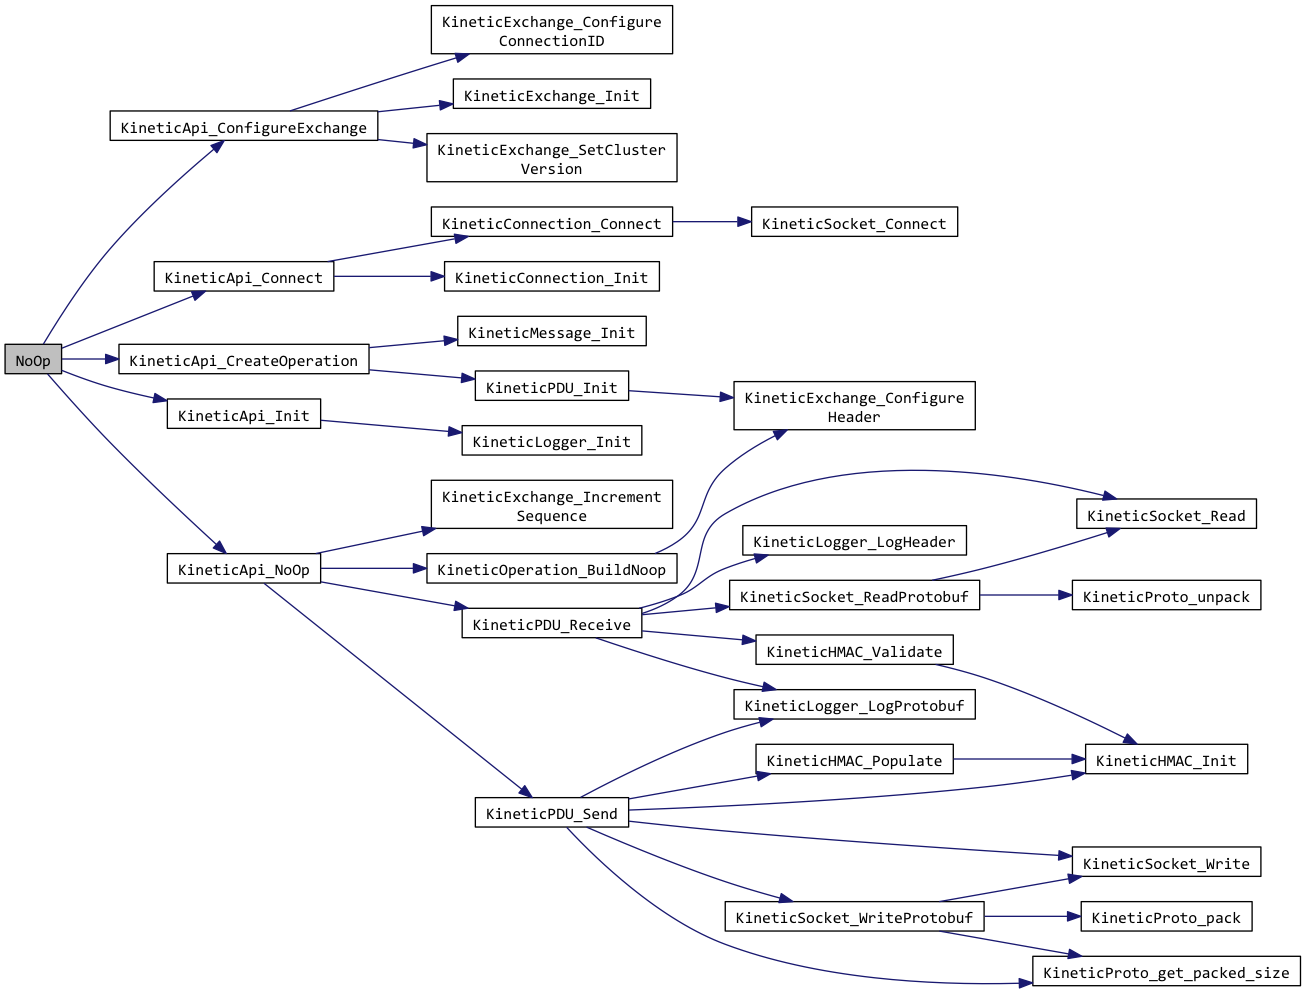 KineticExchange_Configure
ConnectionID
KineticExchange_Init
KineticApi_ConfigureExchange
KineticExchange_SetCluster
Version
KineticConnection_Connect
KineticSocket_Connect
KineticApi_Connect
KineticConnection_Init
KineticMessage_Init
NoOp
KineticApi_CreateOperation
KineticPDU_Init
KineticExchange_Configure
Header
KineticApi_Init
KineticLogger_Init
KineticExchange_Increment
Sequence
KineticSocket_Read
KineticLogger_LogHeader
KineticApi_NoOp
KineticOperation_BuildNoop
KineticSocket_ReadProtobuf
KineticProto_unpack
KineticPDU_Receive
KineticHMAC_Validate
KineticLogger_LogProtobuf
KineticHMAC_Populate
KineticHMAC_Init
KineticPDU_Send
KineticSocket_Write
KineticSocket_WriteProtobuf
KineticProto_pack
KineticProto_get_packed_size